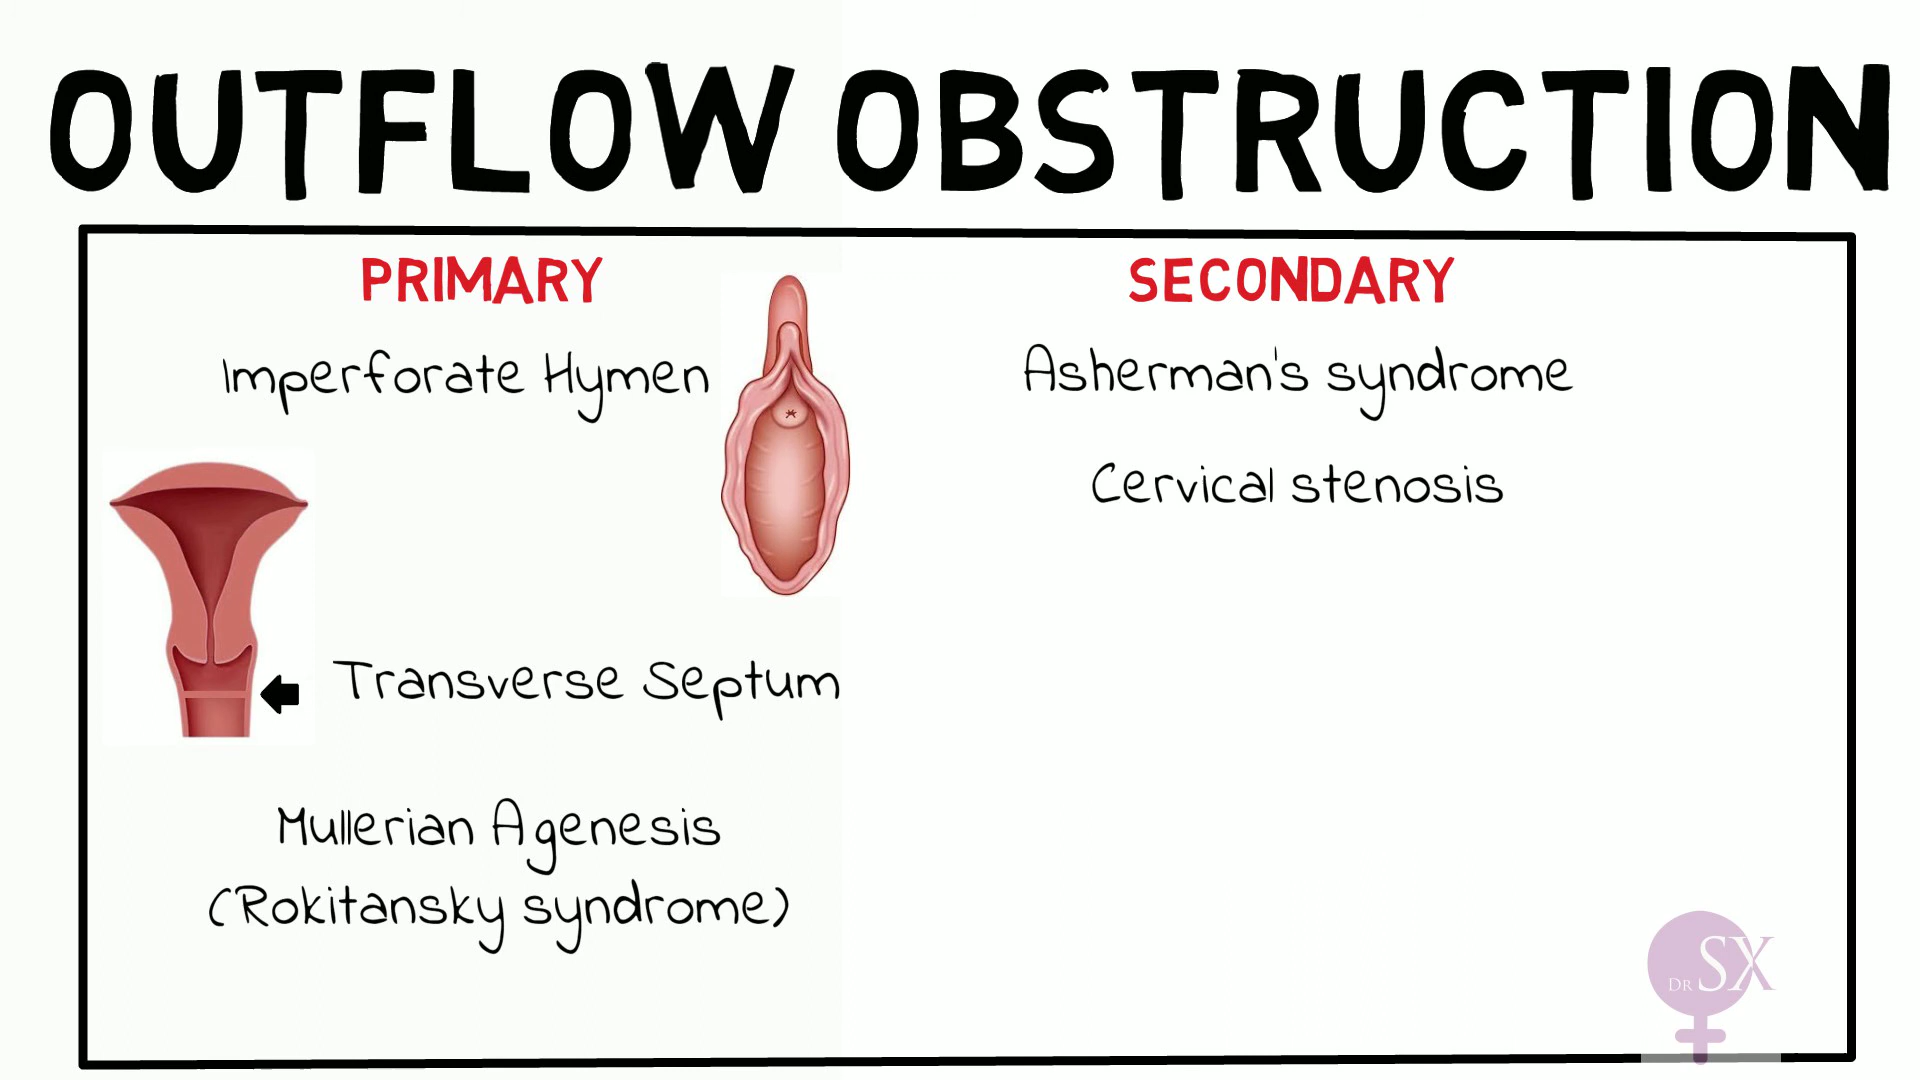 OUTFLOW OBSTRUCTION
PRIMARY
Imperforate Hymen
Transverse Septum
Mullerian Agenesis
(Rokitansky syndrome)
SECONDARY
Asherman's syndrome
Cervical stenosis
DR SX